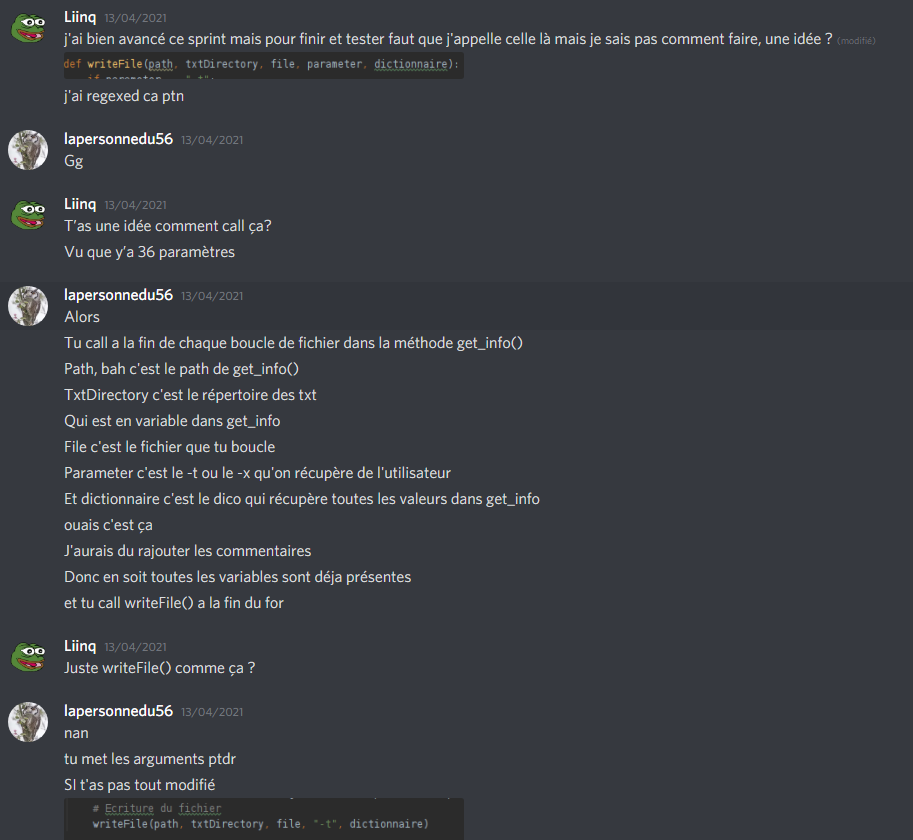 Liinq 13/04/2021
j'ai bien avancé ce sprint mais pour finir et tester faut que j'appelle celle là mais je sais pas comment faire, une idée ? (modifié)
def writeFile(path, txtDirectory, file, parameter, dictionnaire):
if parameter "-t":
j'ai regexed ca ptn
lapersonnedu56 13/04/2021
Gg
Liinq 13/04/2021
T'as une idée comment call ça?
Vu que y'a 36 paramètres
lapersonnedu56 13/04/2021
Alors
Tu call a la fin de chaque boucle de fichier dans la méthode get_info()
Path, bah c'est le path de get_info()
TxtDirectory c'est le répertoire des txt
Qui est en variable dans get_info
File c'est le fichier que tu boucle
Parameter c'est le -t ou le -x qu'on récupère de l'utilisateur
Et dictionnaire c'est le dico qui récupère toutes les valeurs dans get_info
ouais c'est ça
J'aurais du rajouter les commentaires
Donc en soit toutes les variables sont déja présentes
et tu call writeFile() a la fin du for
Liinq 13/04/2021
Juste writeFile() comme ça ?
lapersonnedu56 13/04/2021
nan
tu met les arguments ptdr
SI t'as pas tout modifié
# Ecriture du fichier
writeFile(path, txtDirectory, file, "-t", dictionnaire)